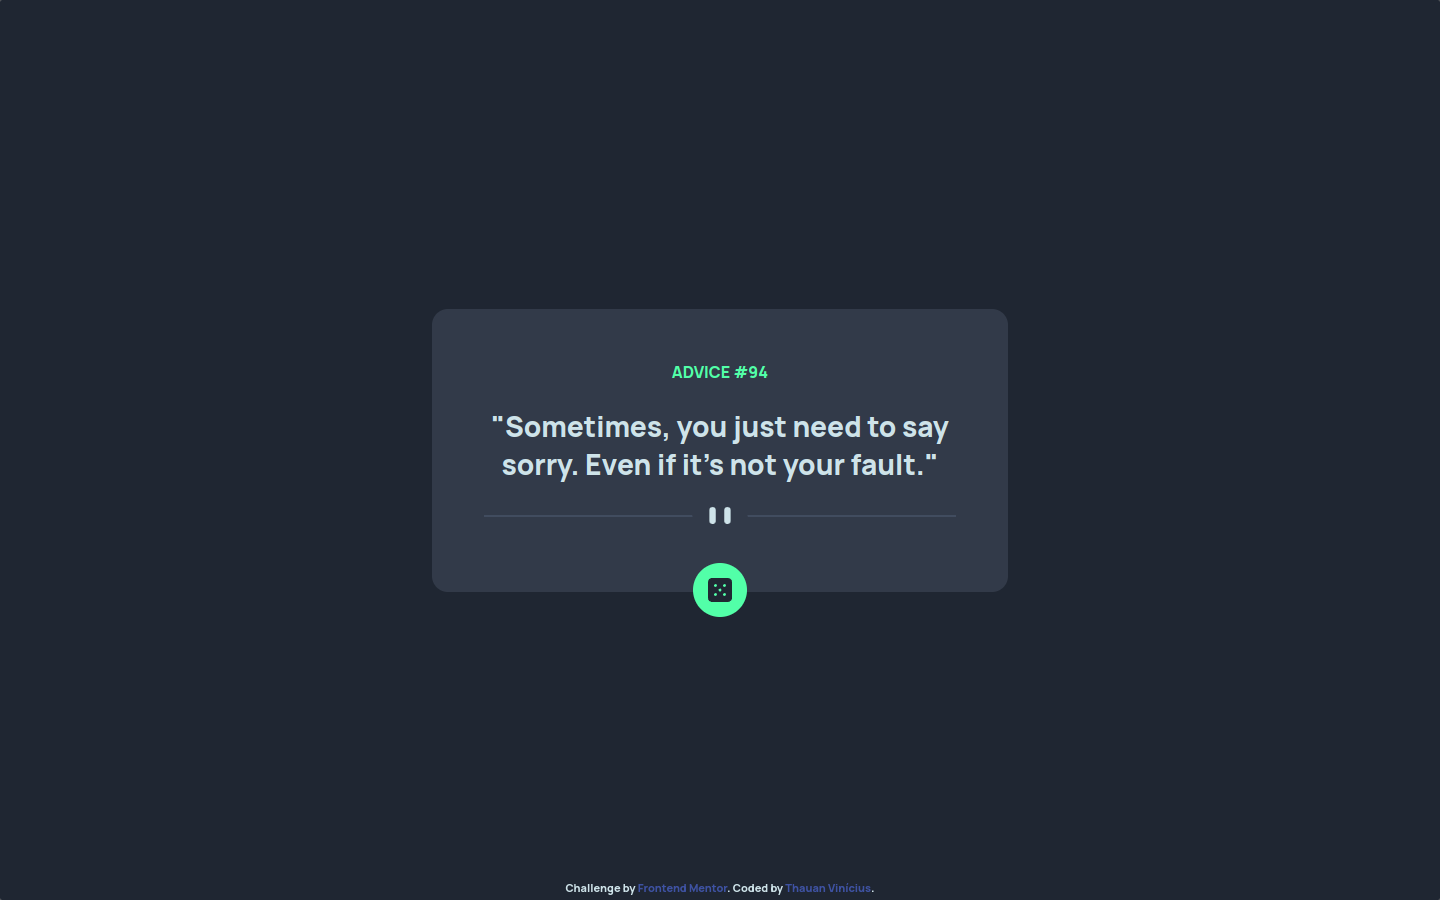 ADVICE #94
"Sometimes, you just need to say
sorry. Even if it's not your fault."
Challenge by Frontend Mentor. Coded by Thauan Vinícius.